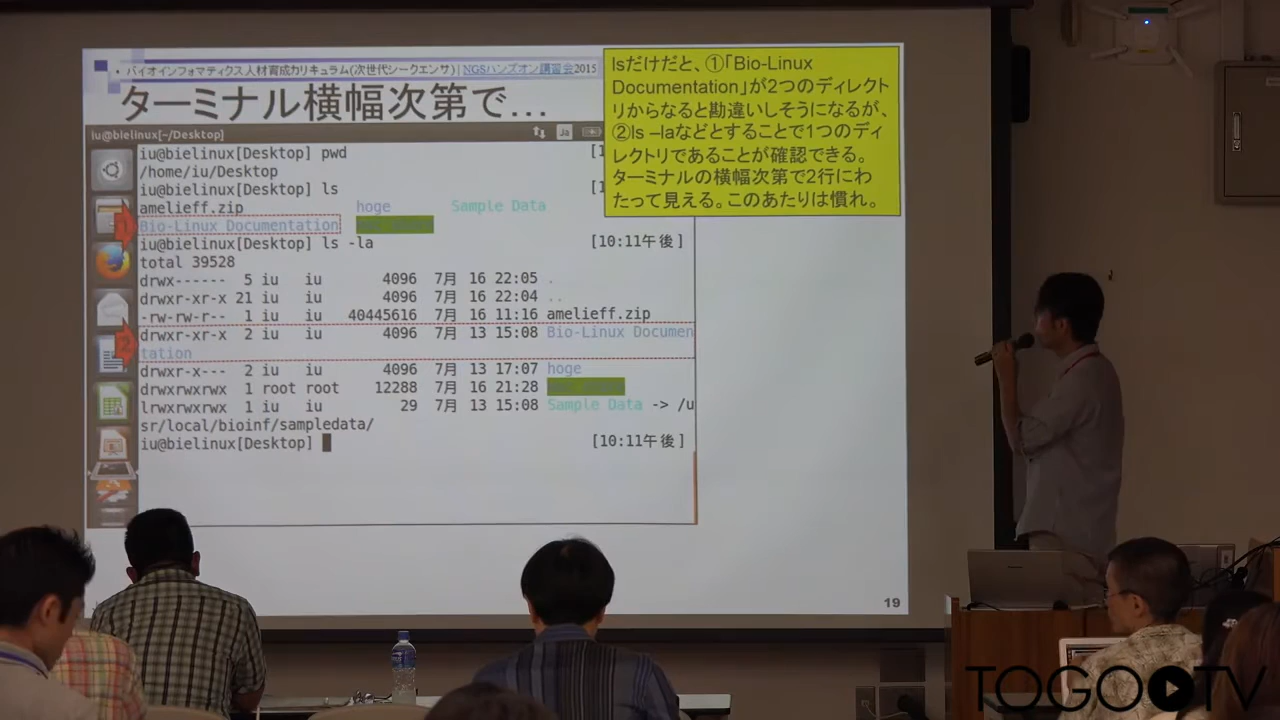 ・バイオインフォマティクス人材育成カリキュラム(次世代シークエンサ) | NGSハンズオン講習会2015
ターミナル横幅次第で…
lsだけだと、①「Bio-Linux
Documentation」が2つのディレクト
リからなると勘違いしそうになるが、
②ls –laなどとすることで1つのディ
レクトリであることが確認できる。
ターミナルの横幅次第で2行にわ
たって見える。このあたりは慣れ。
iu@bielinux[~/Desktop]
Ja
iu@bielinux[Desktop] pwd
/home/iu/Desktop
iu@bielinux[Desktop] ls
amelieff.zip hoge Sample Data
1
Bio-Linux Documentation
iu@bielinux[Desktop] ls -la [10:11午後]
total 39528
drwx------ 5 iu iu 4096 7月 16 22:05 .
drwxr-xr-x 21 iu iu 4096 7月 16 22:04 ..
-rw-rw-r-- 1 iu iu 40445616 7月 16 11:16 amelieff.zip
drwxr-xr-x 2 iu iu 4096 7月 13 15:08 Bio-Linux Documen
2
tation
drwxr-x--- 2 iu iu 4096 7月 13 17:07 hoge
drwxrwxrwx 1 root root 12288 7月 16 21:28
lrwxrwxrwx 1 iu iu 29 7月 13 15:08 Sample Data -> /u
sr/local/bioinf/sampledata/
iu@bielinux[Desktop] [10:11午後]
19
TOGO TV